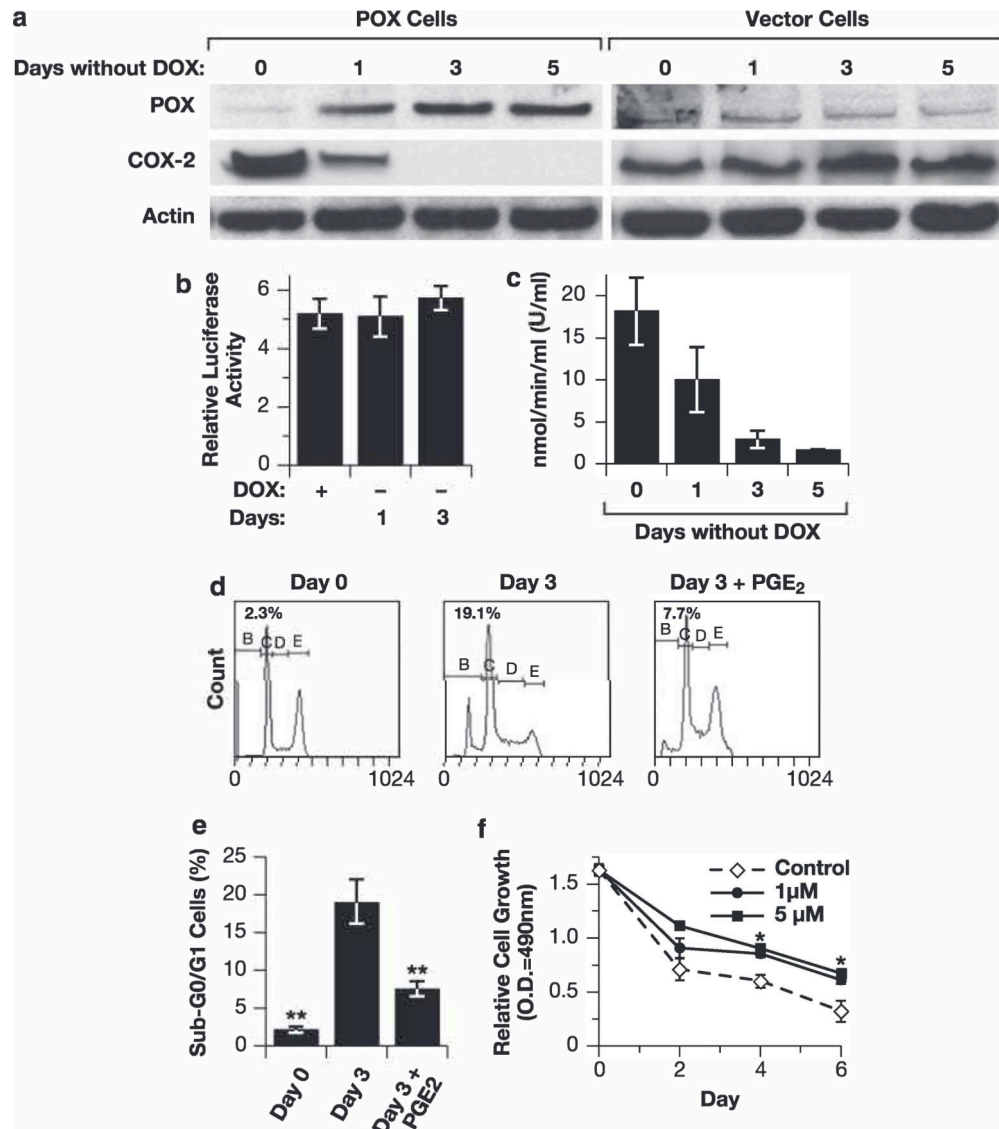 a
POX Cells
Vector Cells
Days without DOX: 0 1 3 5 0 1 3 5
POX
COX-2
Actin
b
Relative Luciferase
Activity
6
4
2
0
DOX: + – –
Days: 1 3
c
nmol/min/ml (U/ml)
20
15
10
5
0
0 1 3 5
Days without DOX
d
Day 0
Day 3
Day 3 + PGE₂
Count
2.3%
B C D E
0 1024
19.1%
B C D E
0 1024
7.7%
B C D E
0 1024
e
Sub-G0/G1 Cells (%)
25
20
15
10
5
0
**
**
Day 0
Day 3
Day 3 +
PGE2
f
Relative Cell Growth
(O.D.=490nm)
1.5
1.0
0.5
0
Control
1µM
5 µM
*
*
0 2 4 6
Day